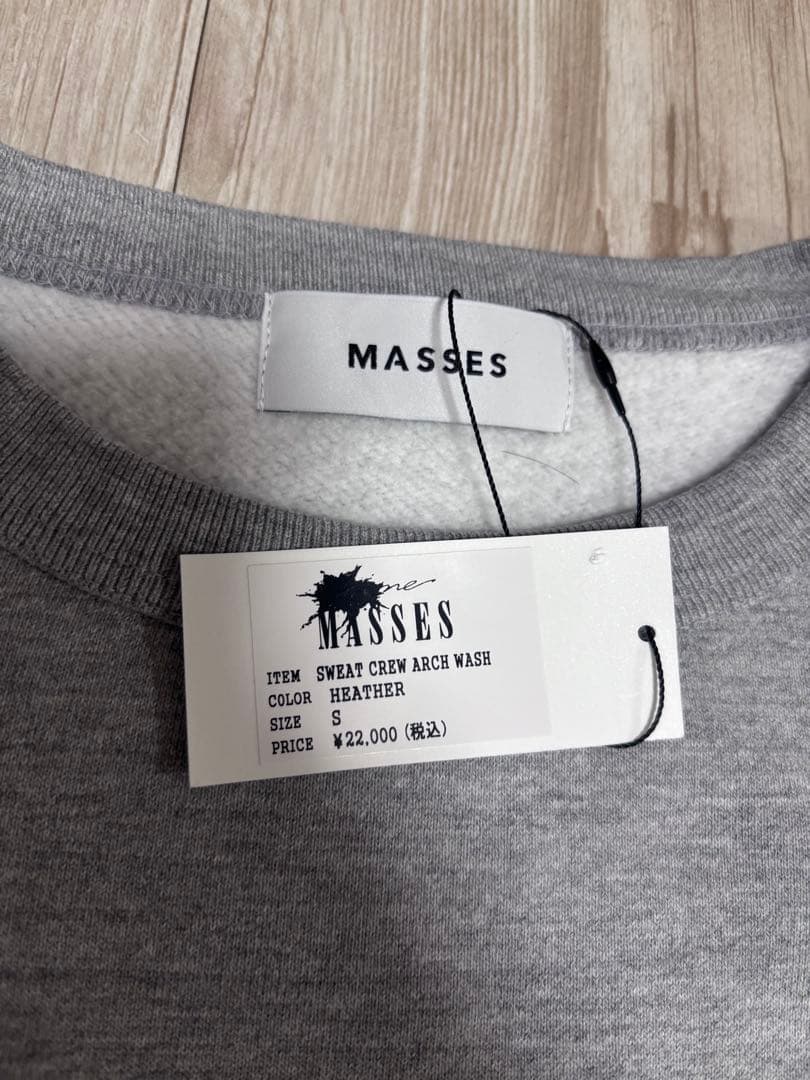 MASSES
MASSES
ITEM SWEAT CREW ARCH WASH
COLOR HEATHER
SIZE S
PRICE ¥22,000 (税込)